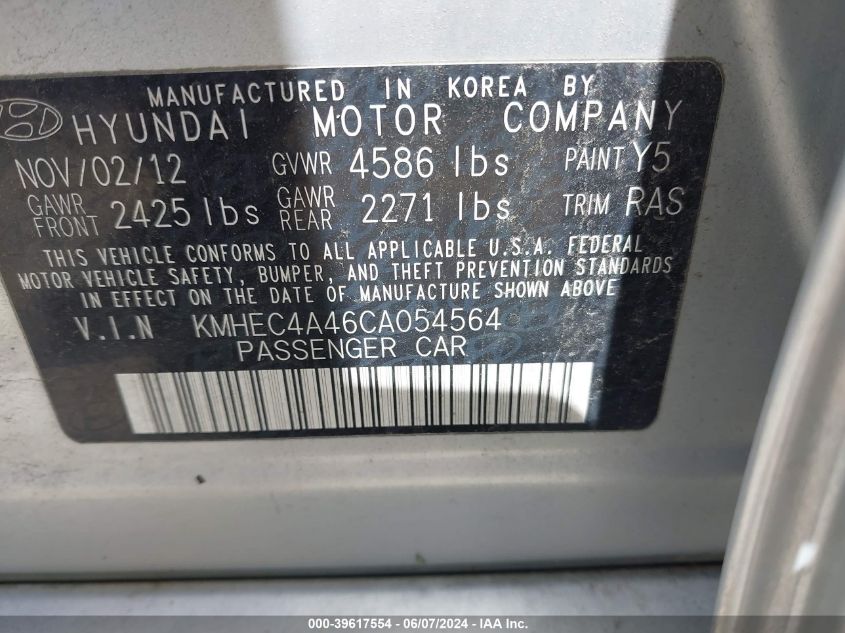 MANUFACTURED IN KOREA BY
HYUNDAI MOTOR COMPANY
NOV/02/12 GVWR 4586 lbs PAINT Y5
GAWR FRONT 2425 lbs GAWR REAR 2271 lbs TRIM RAS
THIS VEHICLE CONFORMS TO ALL APPLICABLE U.S.A. FEDERAL
MOTOR VEHICLE SAFETY, BUMPER, AND THEFT PREVENTION STANDARDS
IN EFFECT ON THE DATE OF MANUFACTURE SHOWN ABOVE.
V.I.N KMHEC4A46CA054564
PASSENGER CAR
000-39617554 - 06/07/2024 - IAA Inc.